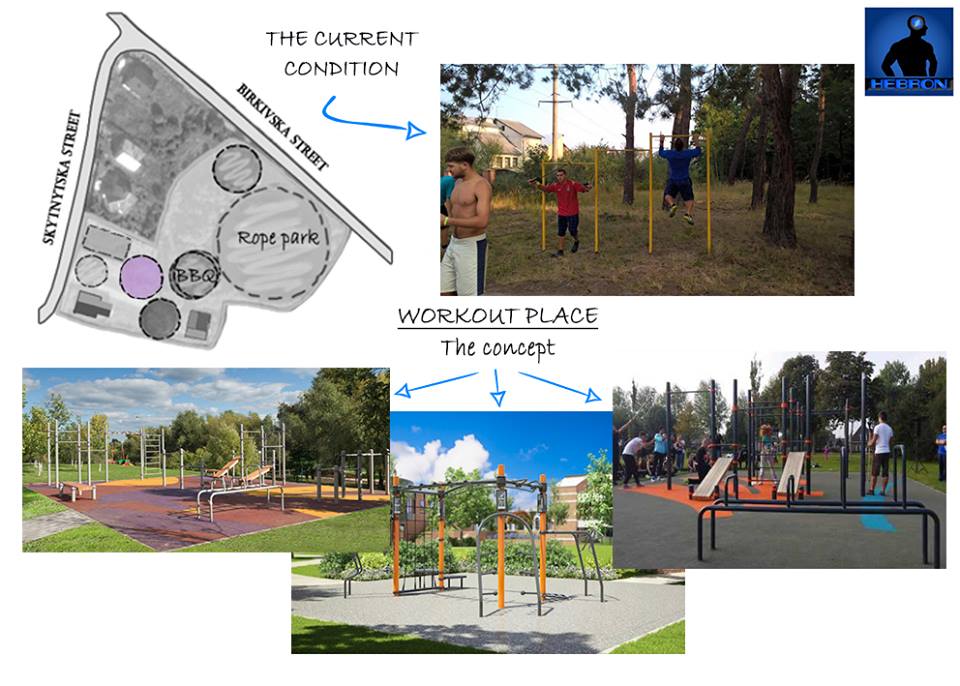 THE CURRENT
CONDITION
HEBRON
SKYTNYTSKA STREET
BIRKIVSKA STREET
Rope park
BBQ
WORKOUT PLACE
The concept